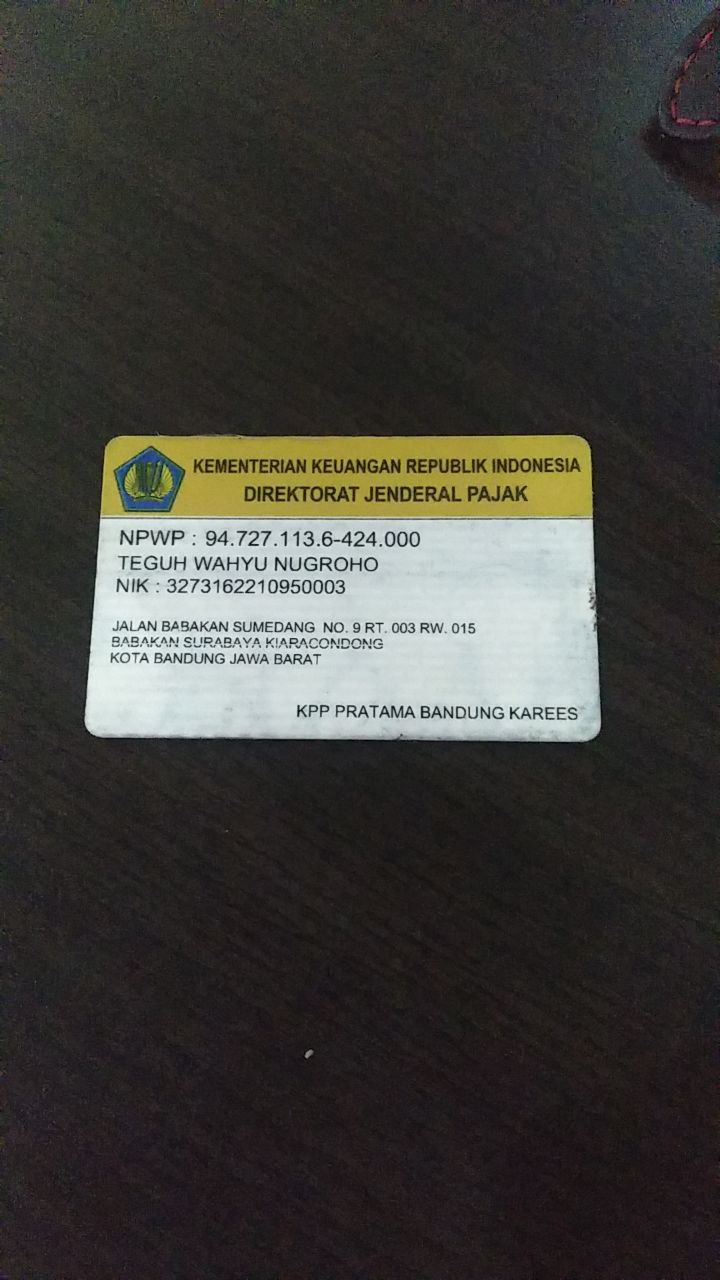 KEMENTERIAN KEUANGAN REPUBLIK INDONESIA
DIREKTORAT JENDERAL PAJAK
NPWP : 94.727.113.6-424.000
TEGUH WAHYU NUGROHO
NIK : 3273162210950003
JALAN BABAKAN SUMEDANG NO. 9 RT. 003 RW. 015
BABAKAN SURABAYA KIARACONDONG
KOTA BANDUNG JAWA BARAT
KPP PRATAMA BANDUNG KAREES